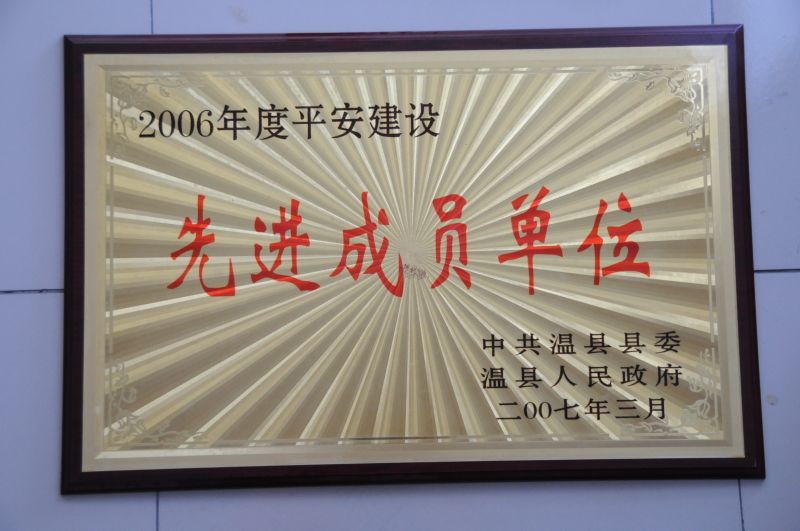 2006年度平安建设
先进成员单位
中共温县县委
温县人民政府
二00七年三月